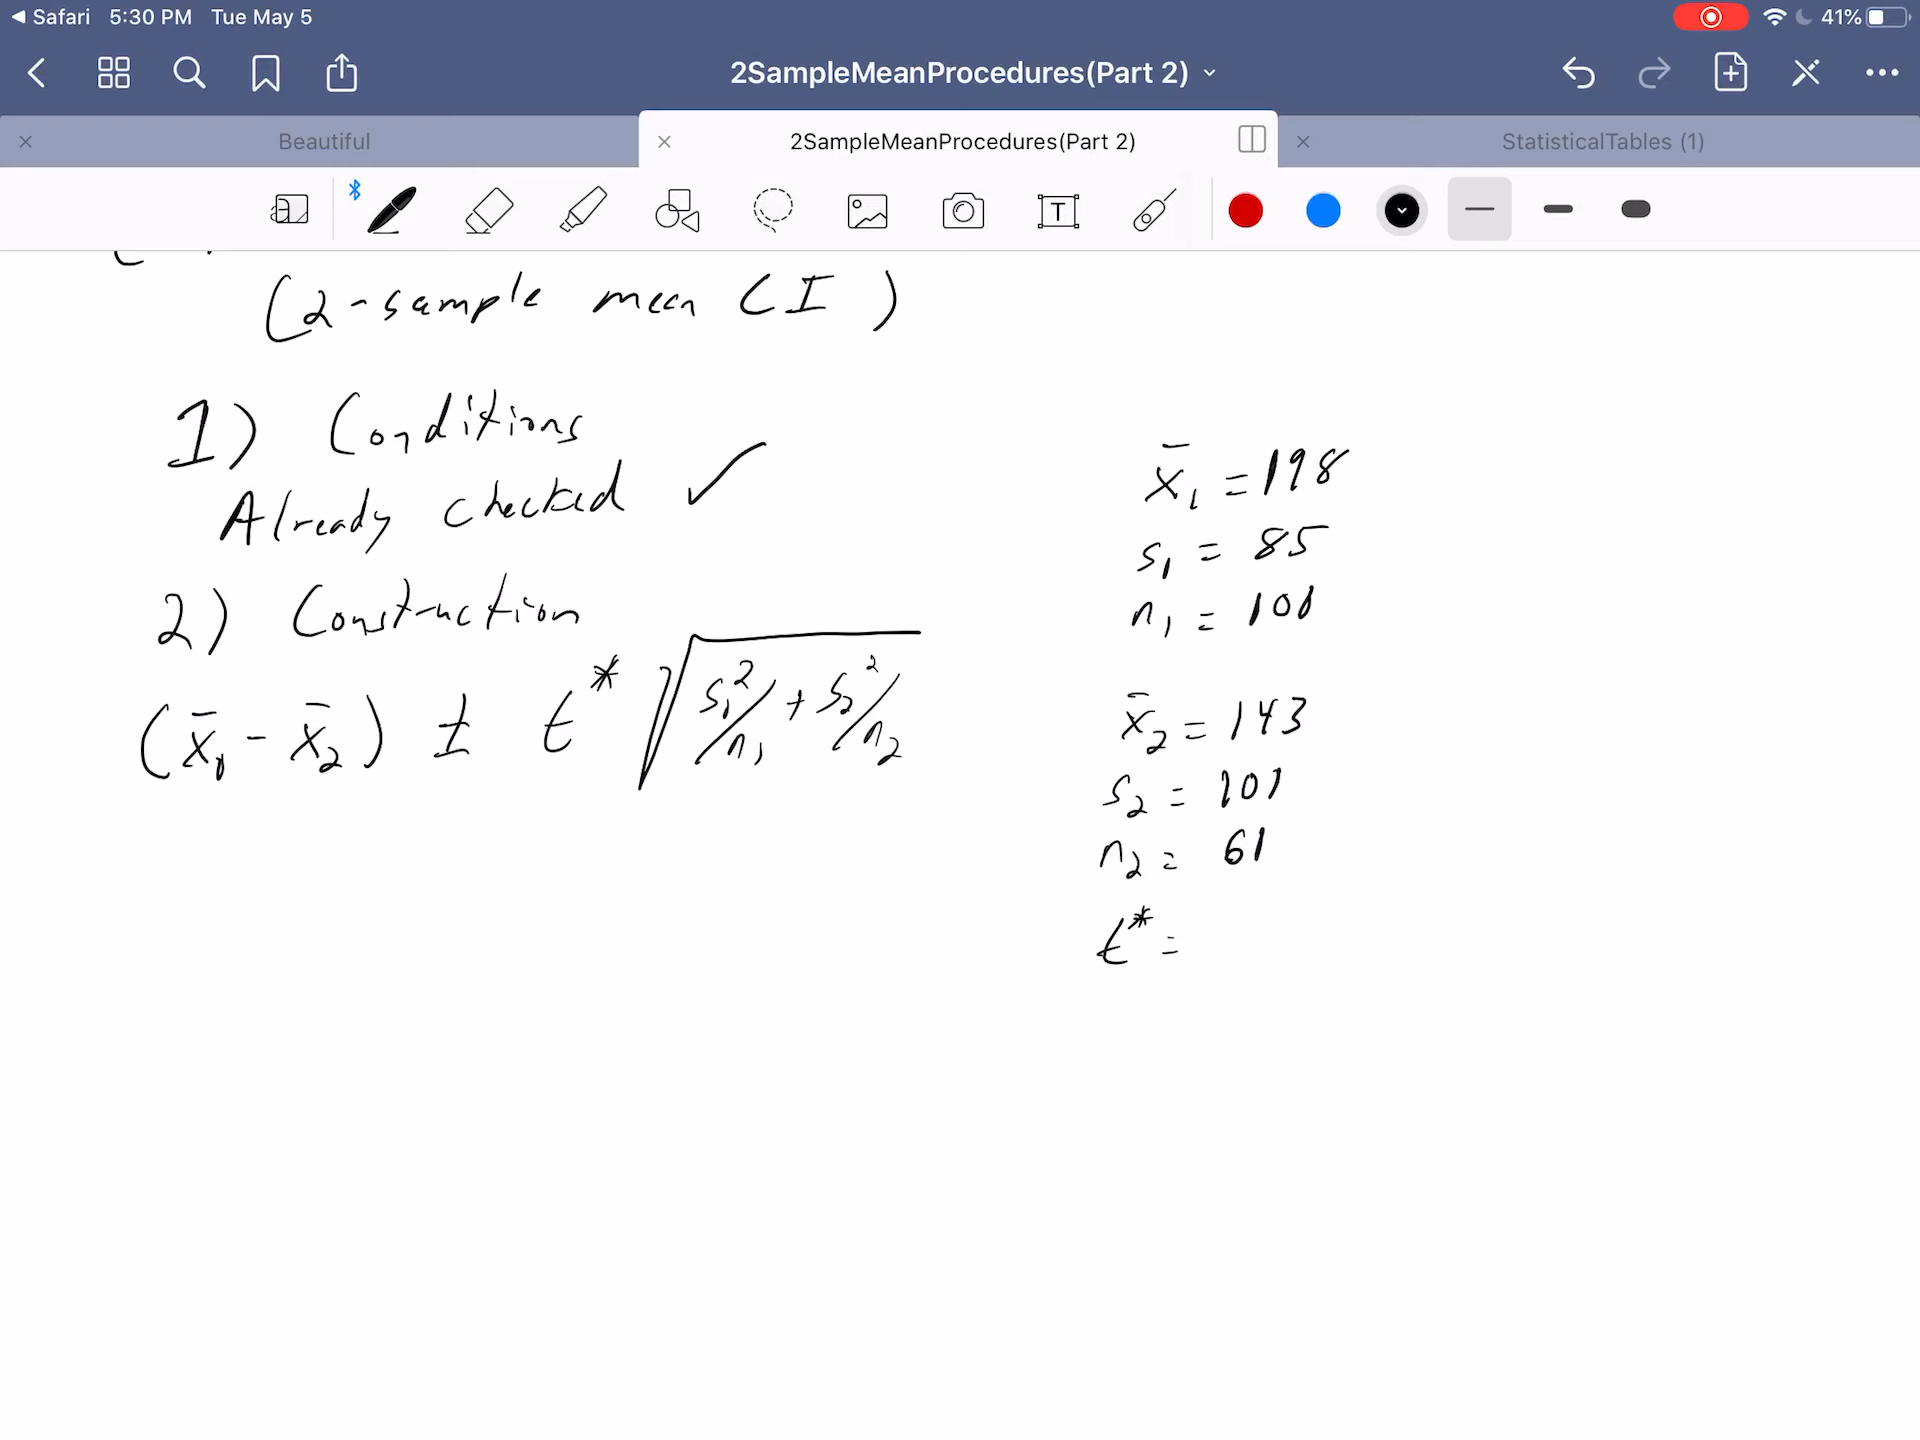 Safari 5:30 PM Tue May 5 41%
2SampleMeanProcedures(Part 2)
Beautiful 2SampleMeanProcedures(Part 2) StatisticalTables (1)
a T
(2-sample mean CI)
1) Conditions
Already checked ✓
2) Construction
(x̄₁ - x̄₂) ± t* √(s₁²/n₁ + s₂²/n₂)
x̄₁ = 198
s₁ = 85
n₁ = 101
x̄₂ = 143
s₂ = 101
n₂ = 61
t* =